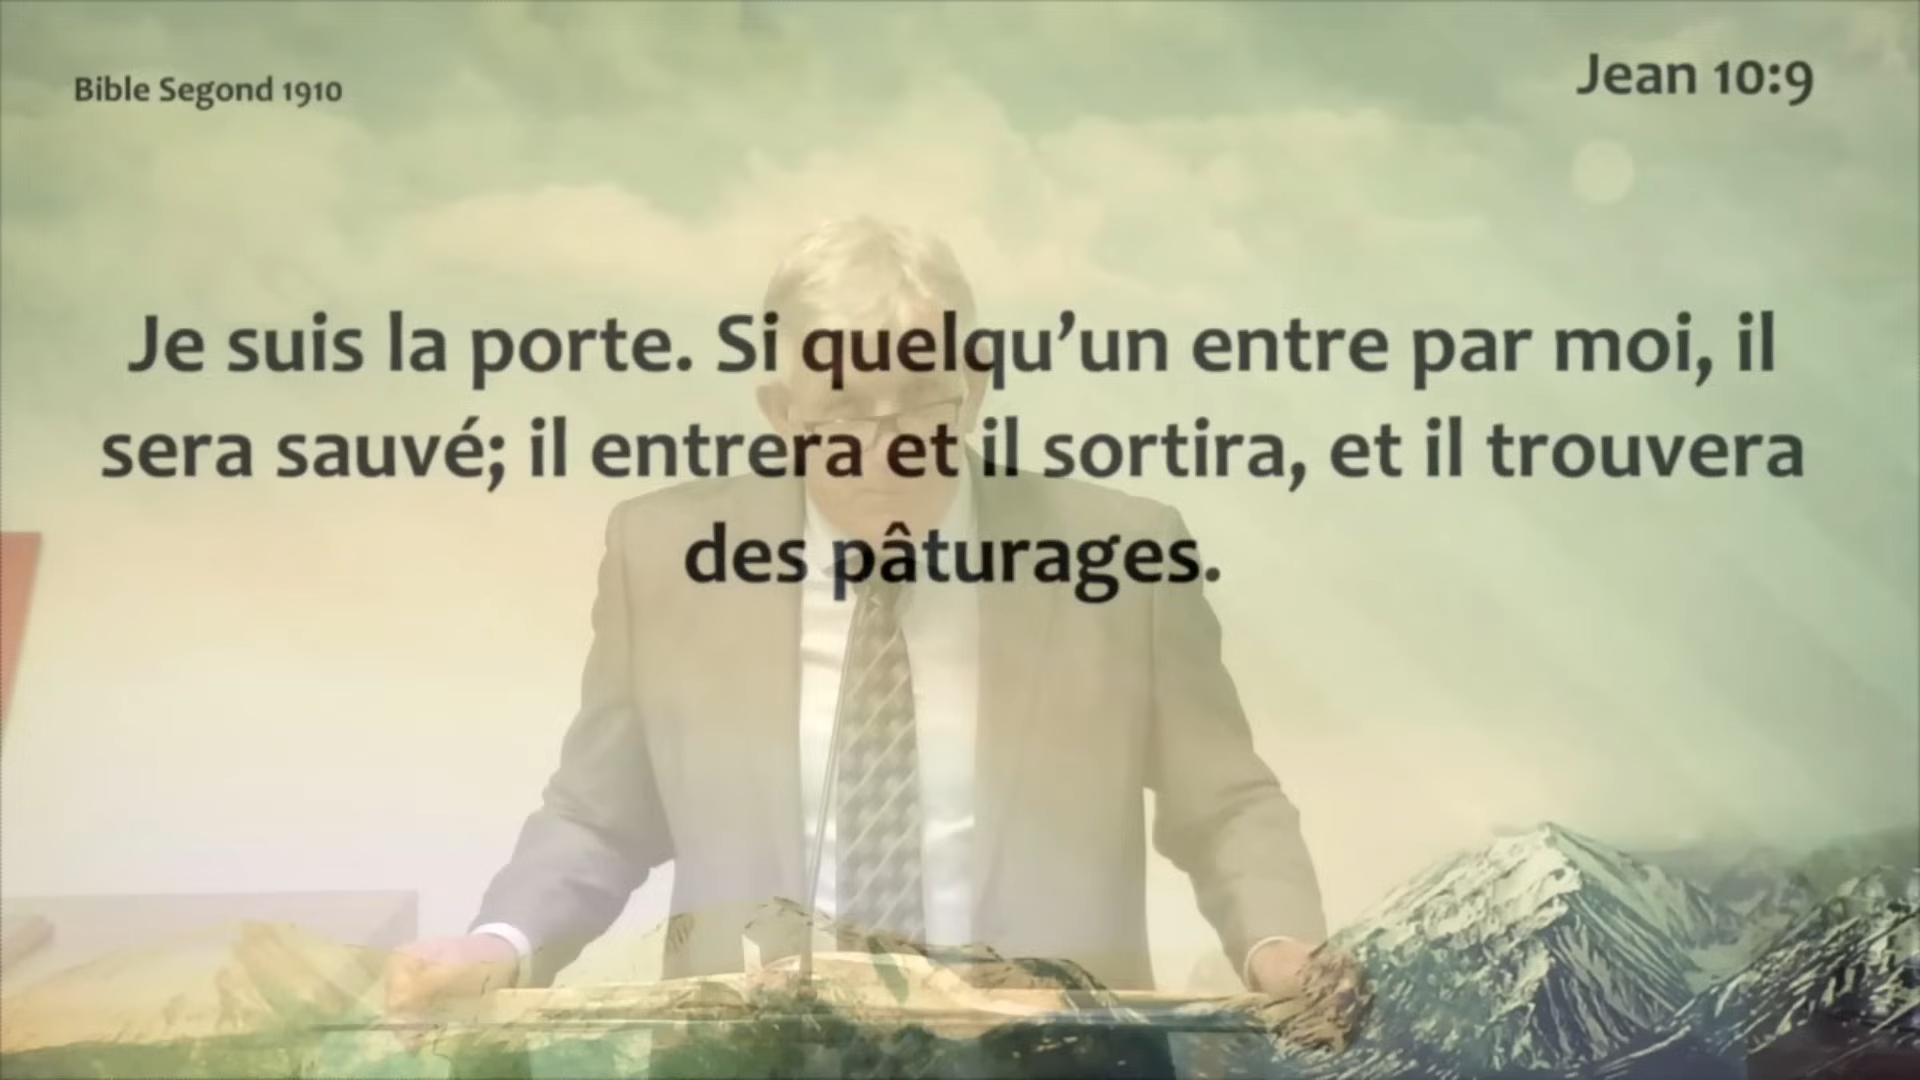 Bible Segond 1910
Jean 10:9
Je suis la porte. Si quelqu’un entre par moi, il
sera sauvé; il entrera et il sortira, et il trouvera
des pâturages.